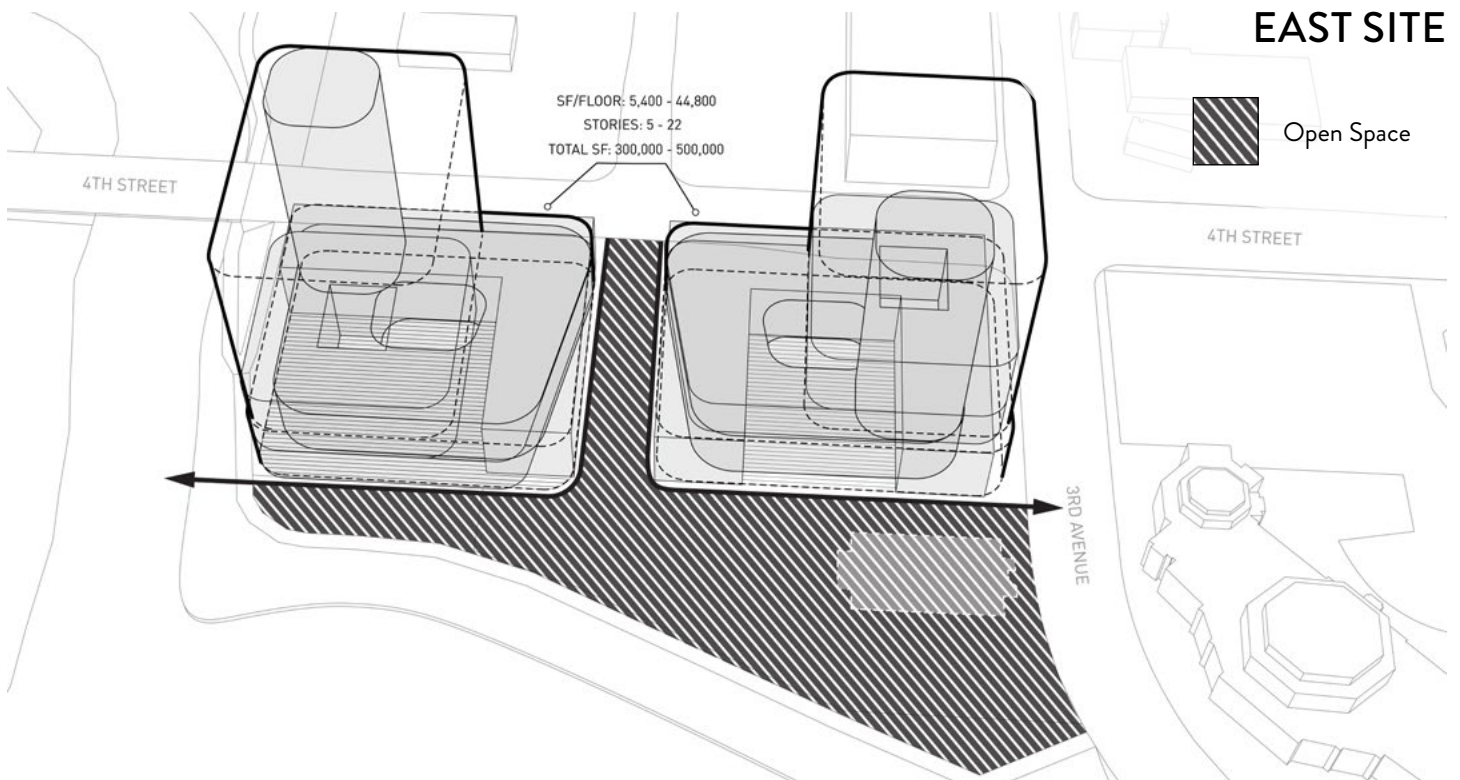 EAST SITE
Open Space
SF/FLOOR: 5,400 - 44,800
STORIES: 5 - 22
TOTAL SF: 300,000 - 500,000
4TH STREET
4TH STREET
3RD AVENUE